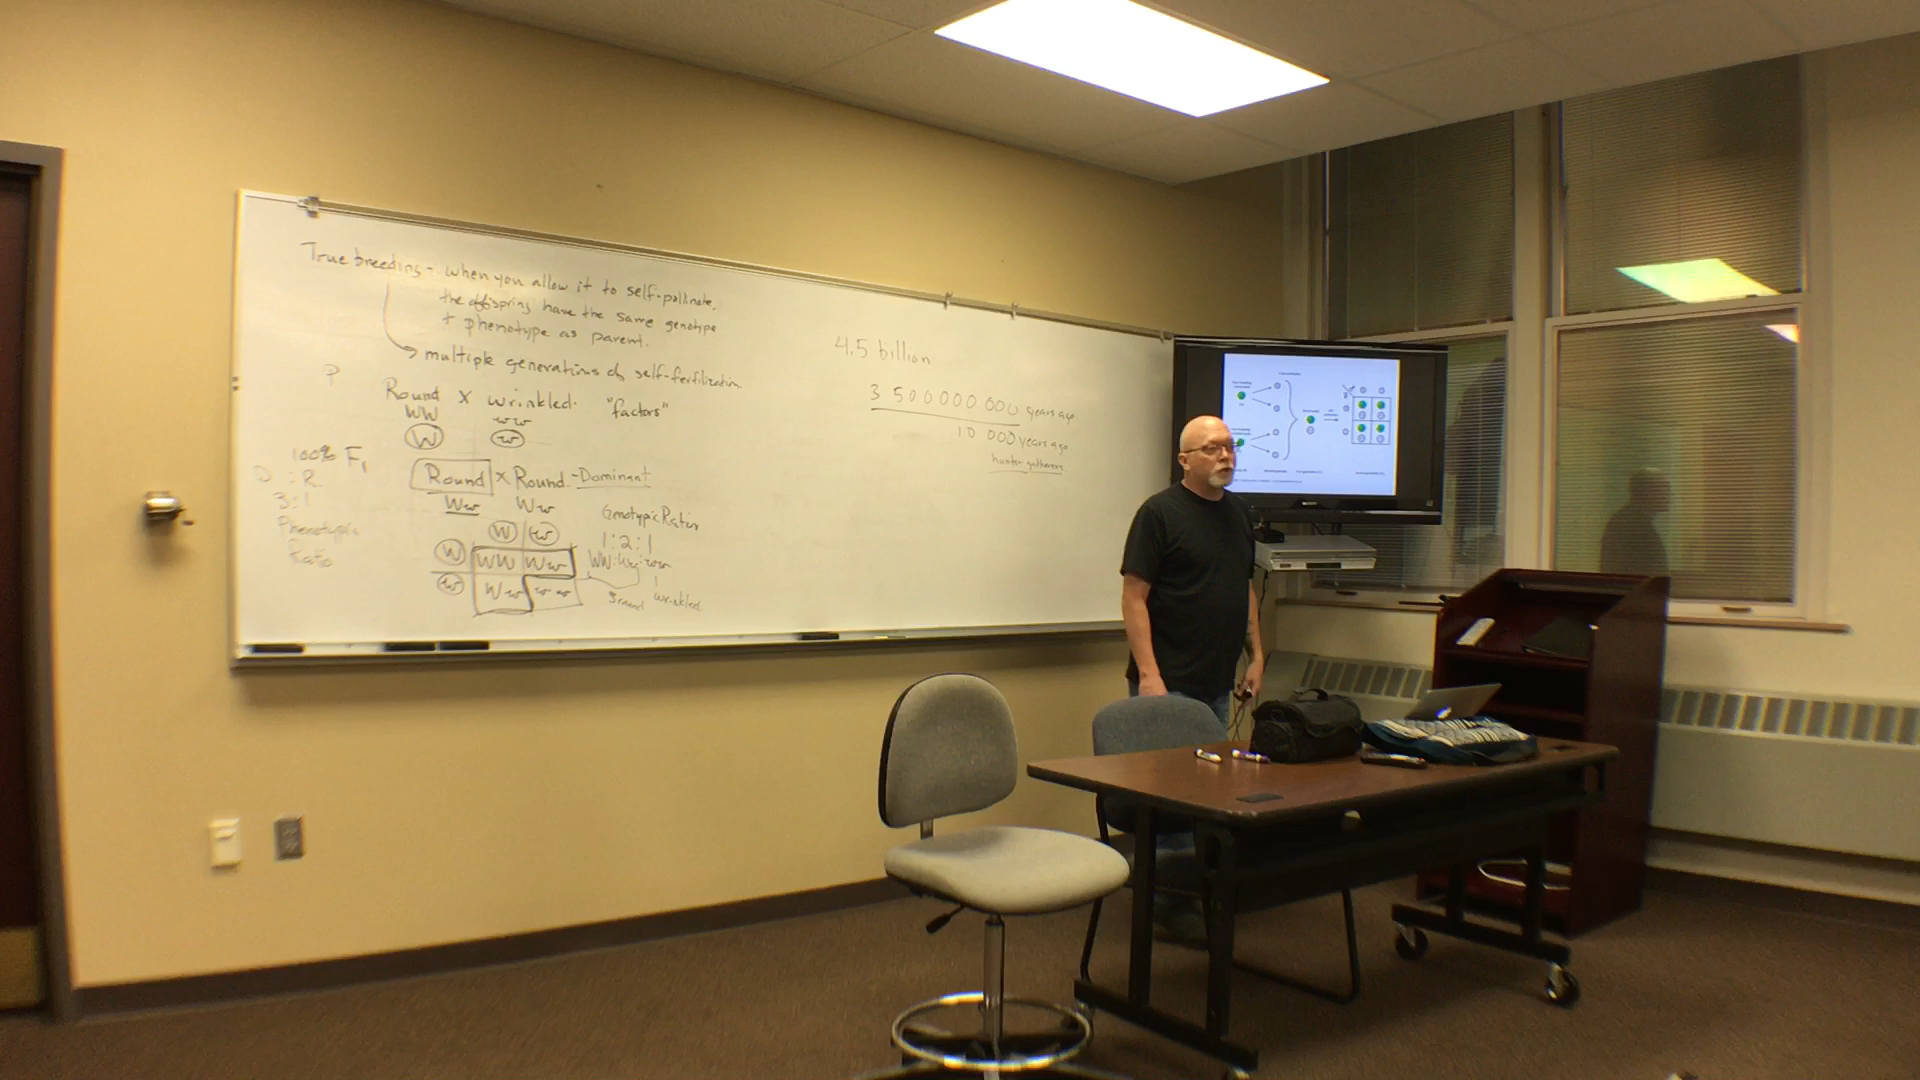 True breeding - when you allow it to self-pollinate,
the offspring have the same genotype
+ phenotype as parent.
multiple generations of self-fertilization
P
Round X wrinkled "factors"
WW ww
W w
100% F1
Round X Round - Dominant
D : R
3:1
Phenotypic
Ratio
Ww Ww
Genotypic Ratio
1:2:1
WW:Ww:ww
W w
W WW Ww
w Ww ww
3 round wrinkled
4.5 billion
3 500 000 000 years ago
10 000 years ago
hunter gatherers